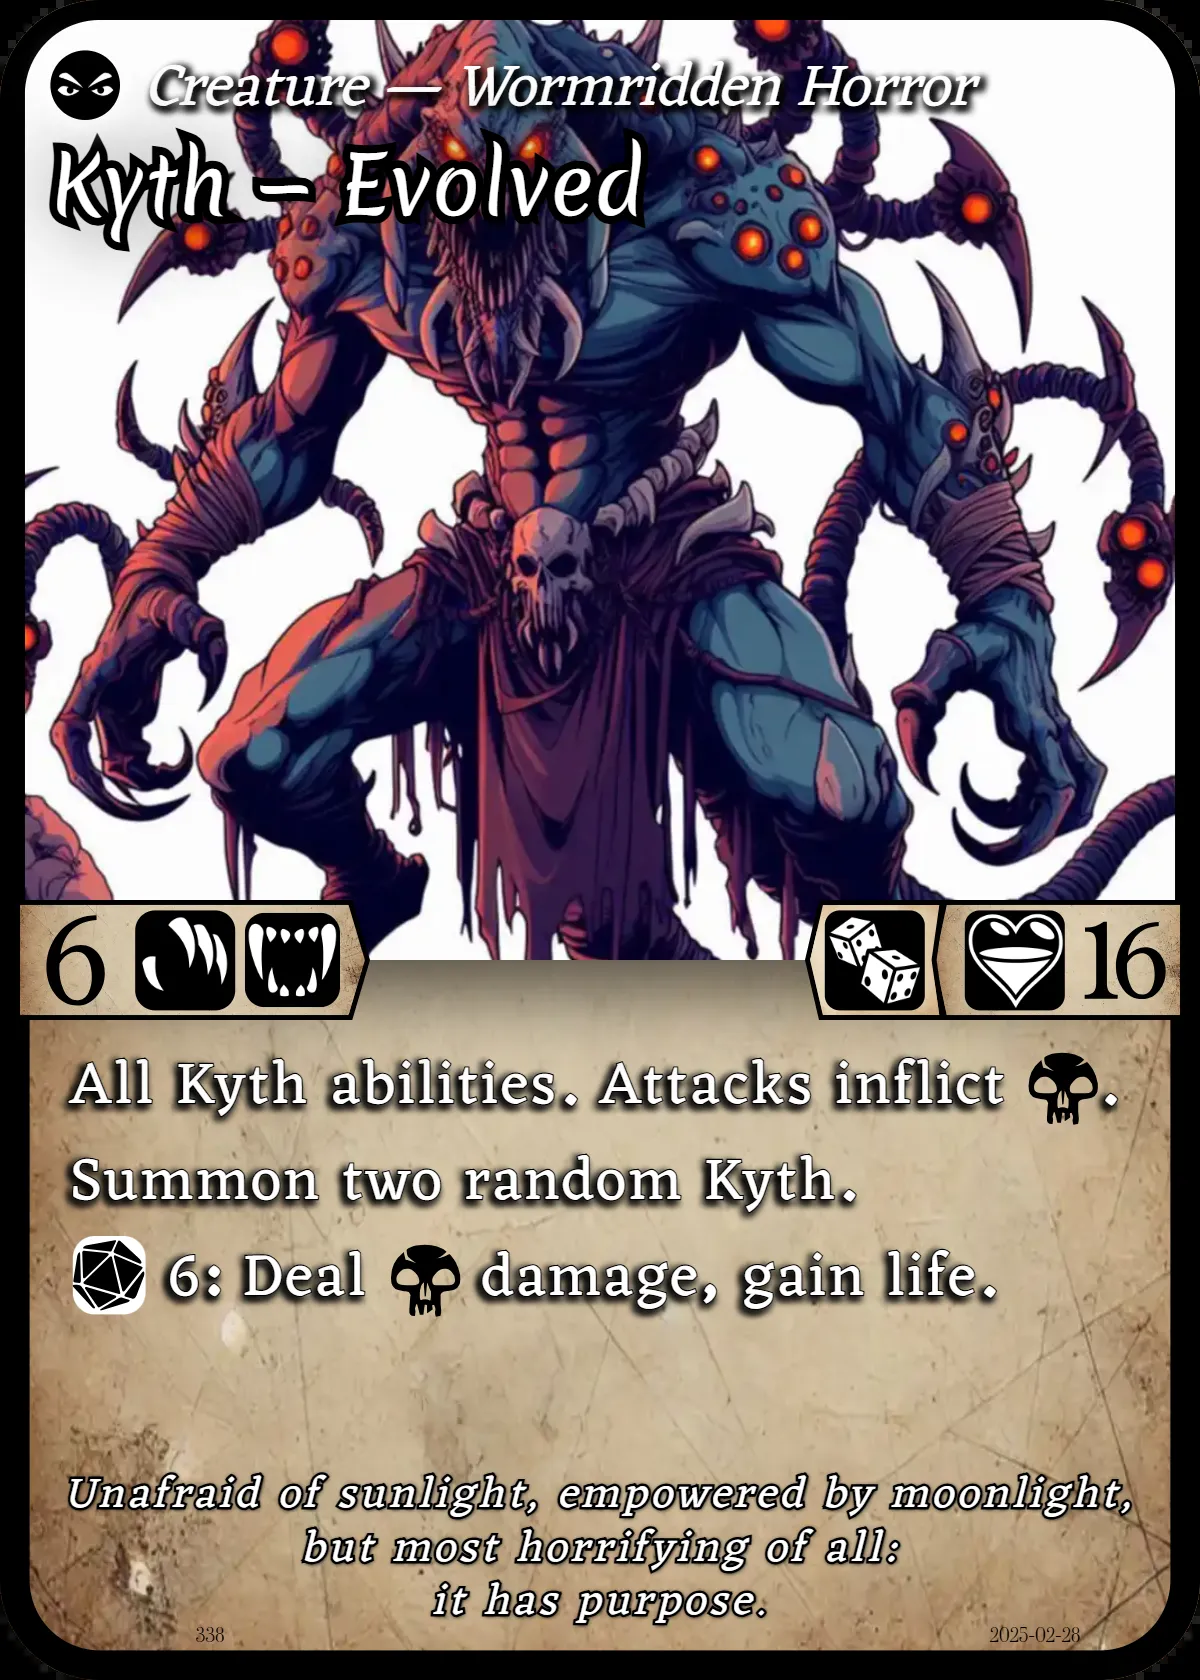 Creature — Wormridden Horror
Kyth – Evolved
6
16
All Kyth abilities. Attacks inflict .
Summon two random Kyth.
6: Deal damage, gain life.
Unafraid of sunlight, empowered by moonlight,
but most horrifying of all:
it has purpose.
338
2025-02-28